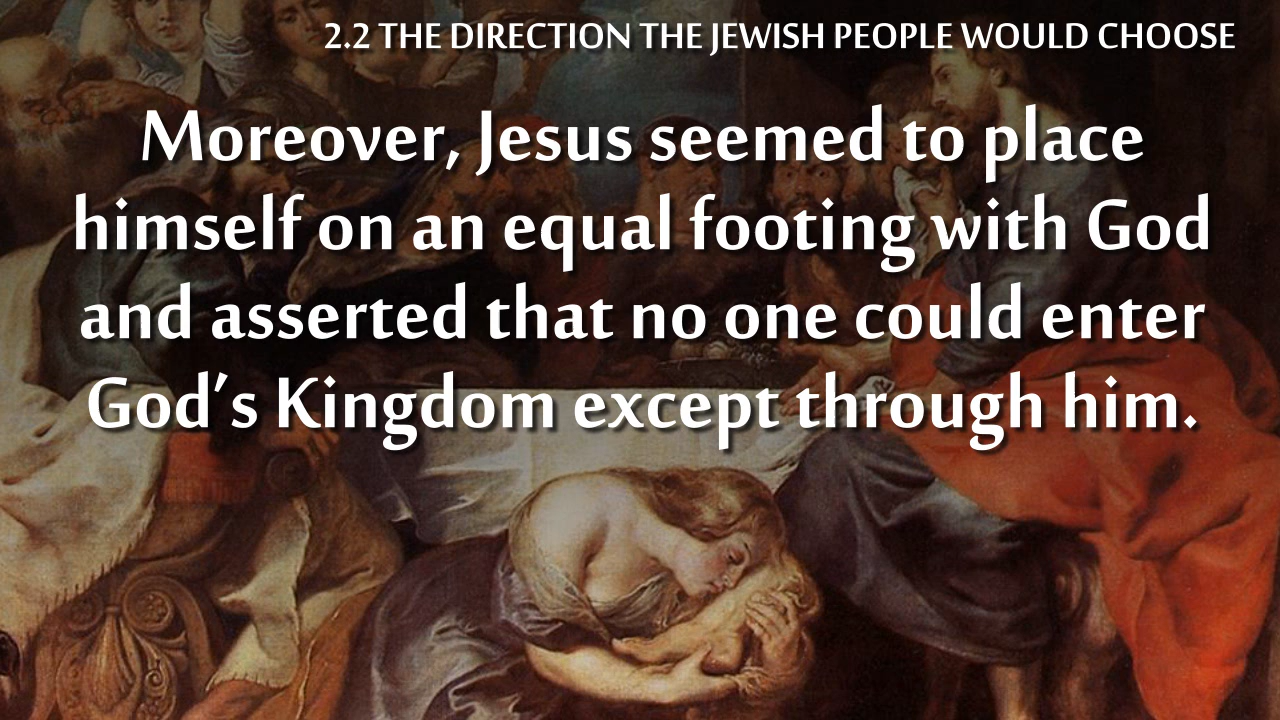 2.2 THE DIRECTION THE JEWISH PEOPLE WOULD CHOOSE
Moreover, Jesus seemed to place
himself on an equal footing with God
and asserted that no one could enter
God’s Kingdom except through him.